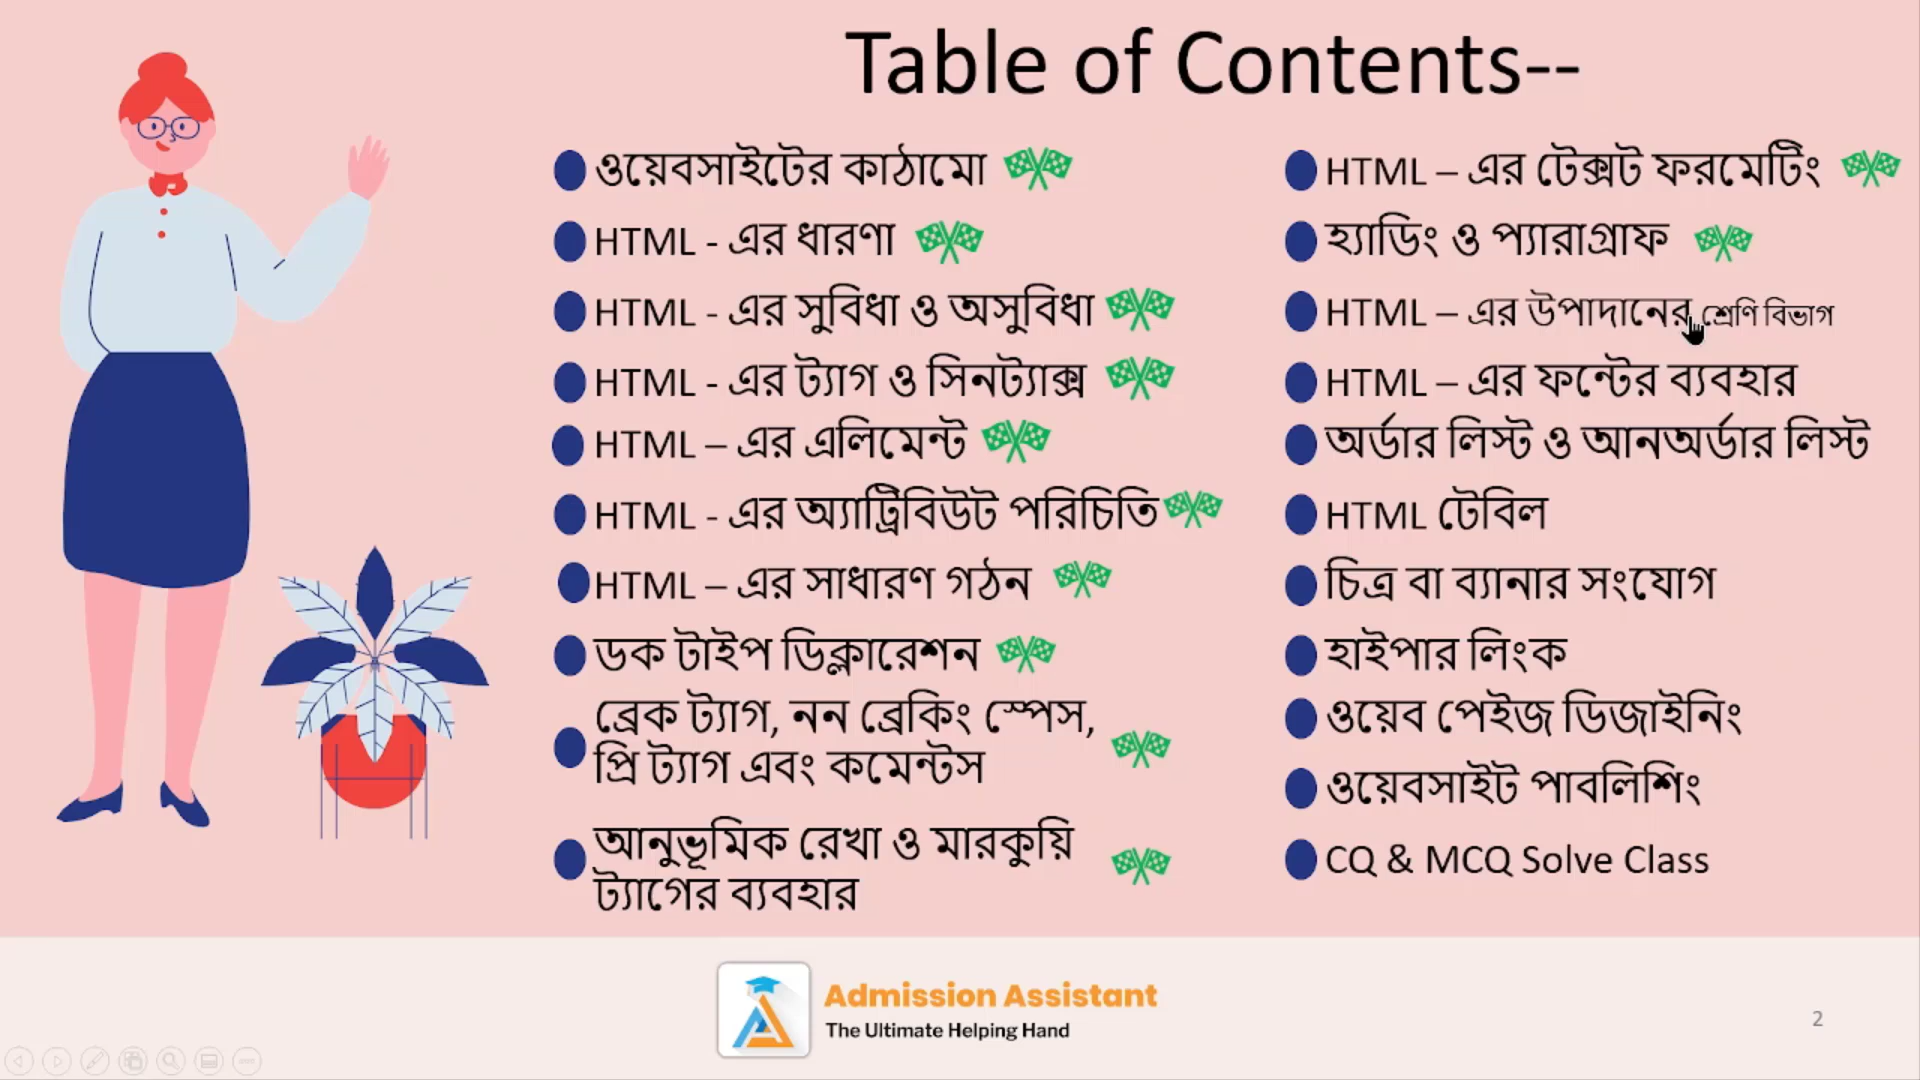 Table of Contents--
ওয়েবসাইটের কাঠামো
HTML - এর ধারণা
HTML - এর সুবিধা ও অসুবিধা
HTML - এর ট্যাগ ও সিনট্যাক্স
HTML – এর এলিমেন্ট
HTML - এর অ্যাট্রিবিউট পরিচিতি
HTML – এর সাধারণ গঠন
ডক টাইপ ডিক্লারেশন
ব্রেক ট্যাগ, নন ব্রেকিং স্পেস,
প্রি ট্যাগ এবং কমেন্টস
আনুভূমিক রেখা ও মারকুয়ি
ট্যাগের ব্যবহার
HTML – এর টেক্সট ফরমেটিং
হ্যাডিং ও প্যারাগ্রাফ
HTML – এর উপাদানের শ্রেণি বিভাগ
HTML – এর ফন্টের ব্যবহার
অর্ডার লিস্ট ও আনঅর্ডার লিস্ট
HTML টেবিল
চিত্র বা ব্যানার সংযোগ
হাইপার লিংক
ওয়েব পেইজ ডিজাইনিং
ওয়েবসাইট পাবলিশিং
CQ & MCQ Solve Class
Admission Assistant
The Ultimate Helping Hand
2